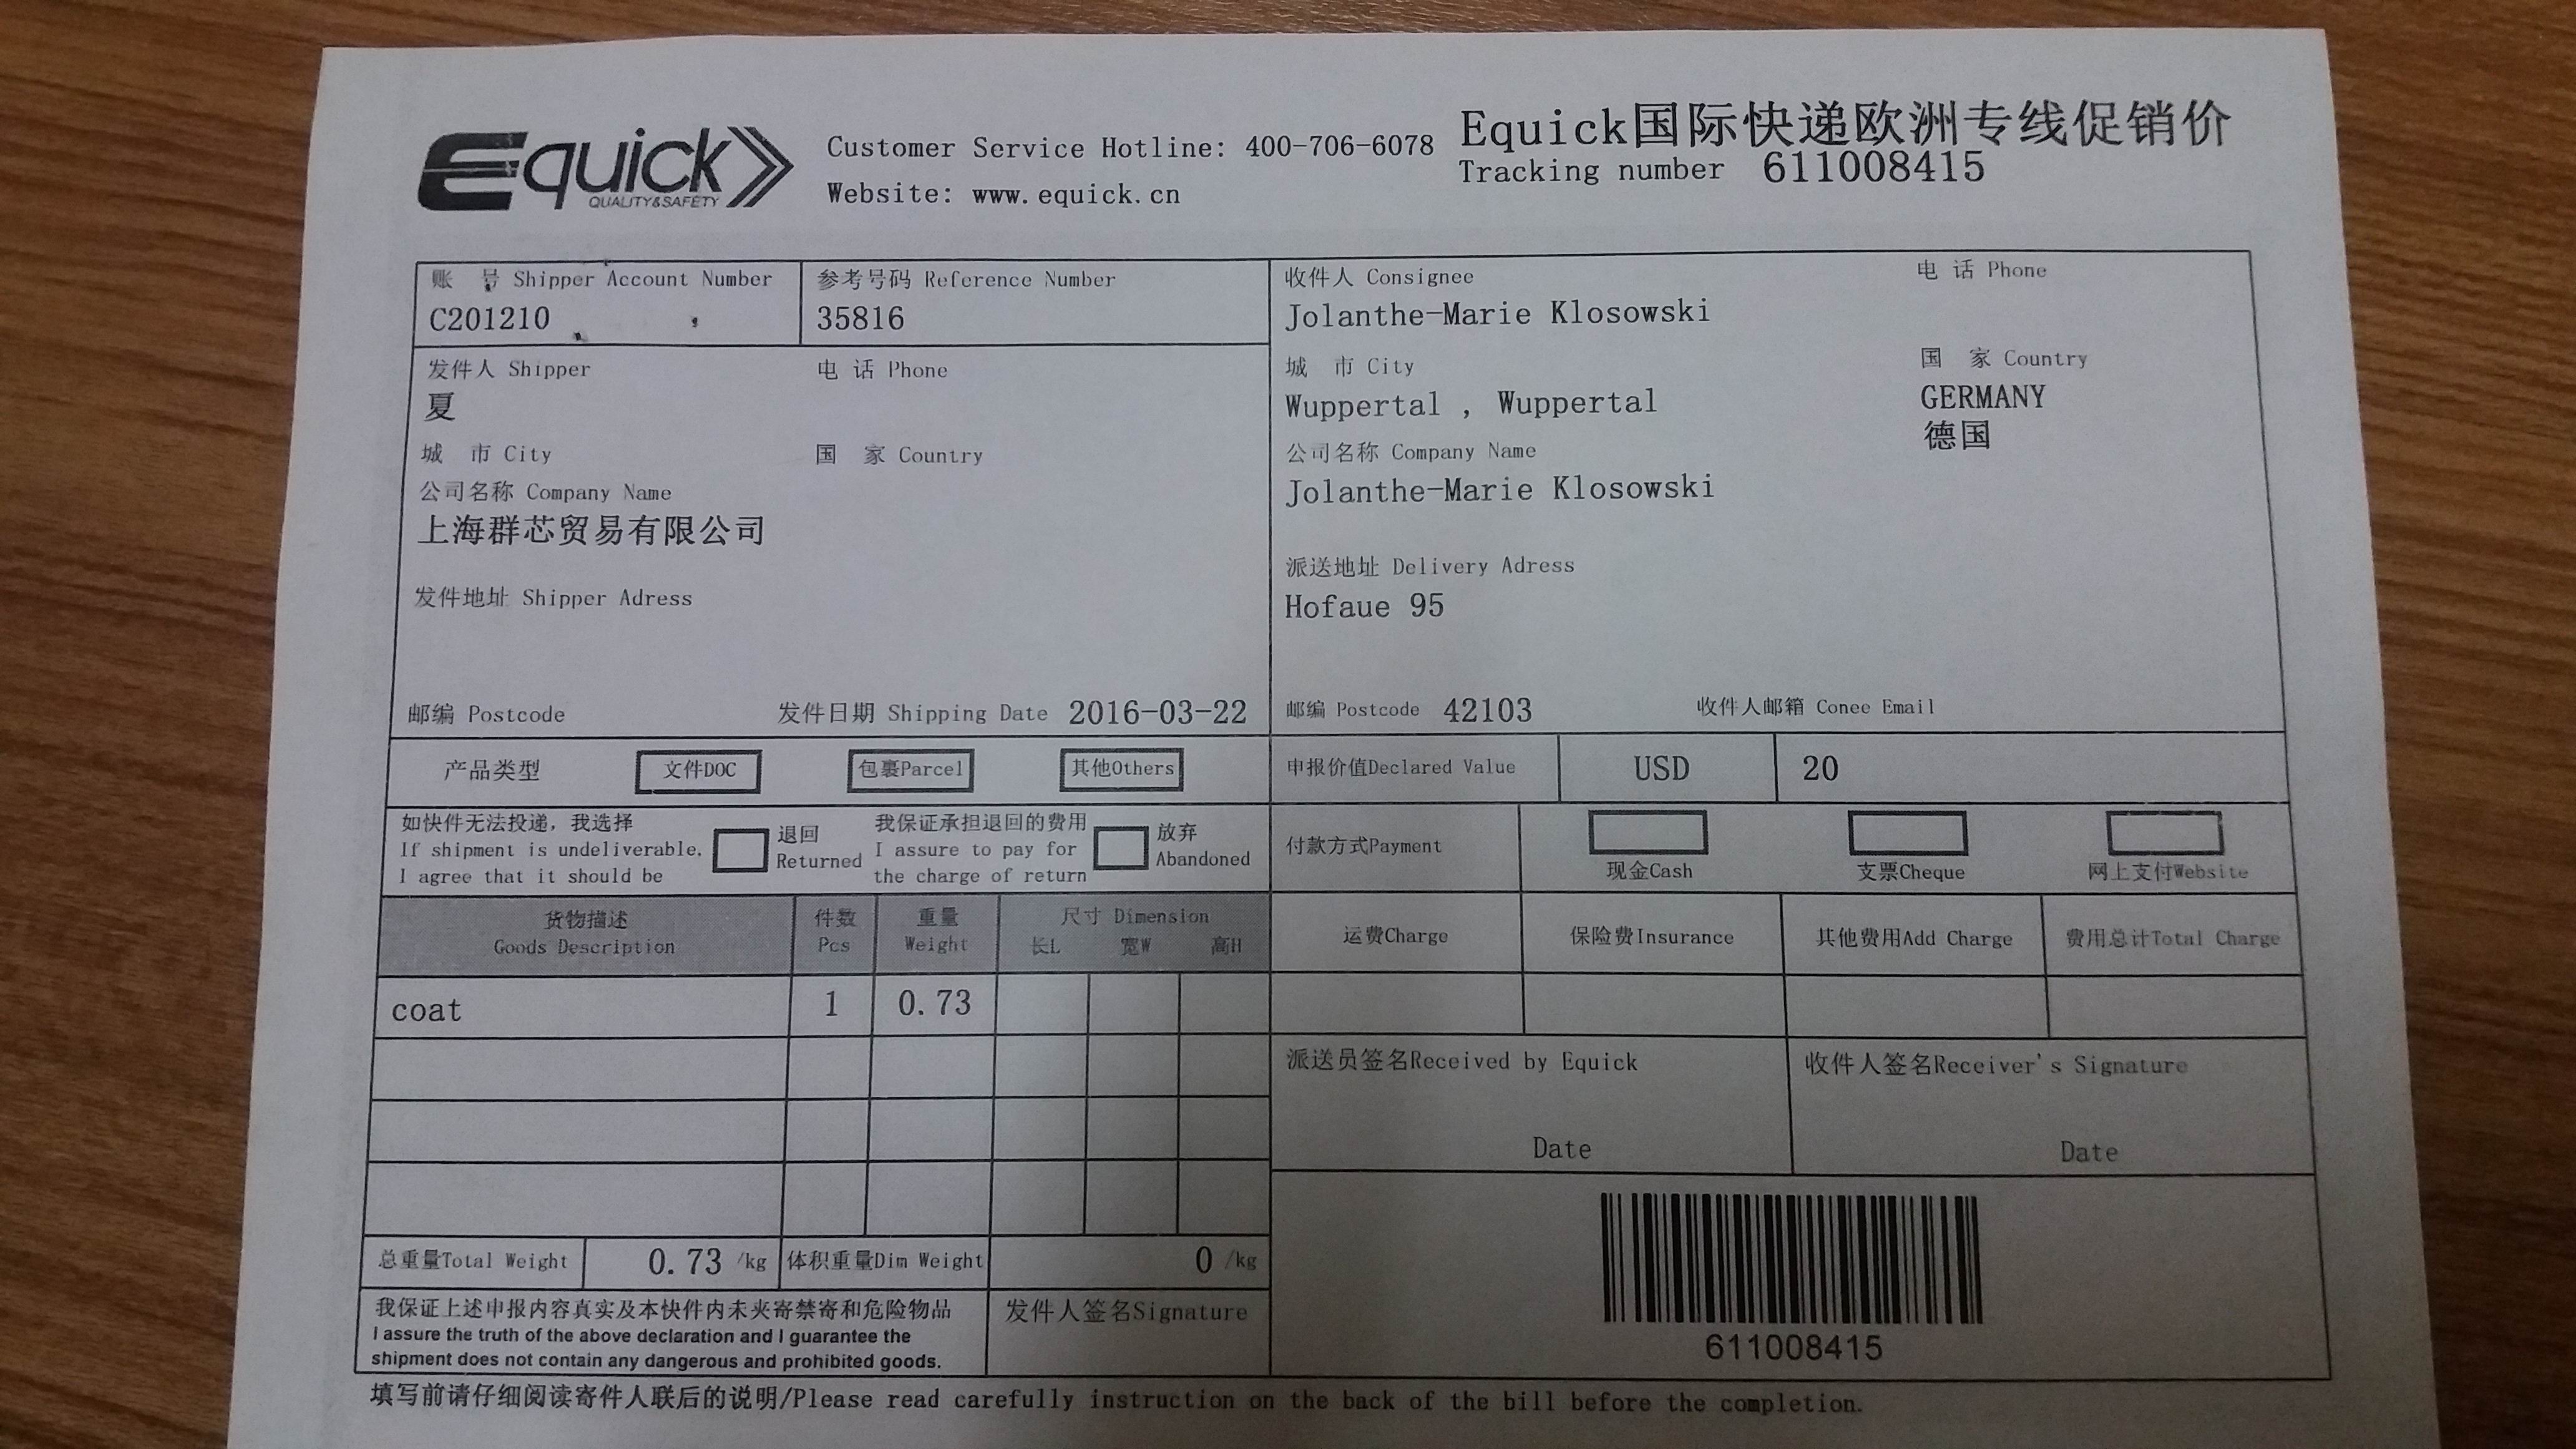 Equick
QUALITY&SAFETY
Customer Service Hotline: 400-706-6078
Website: www.equick.cn
Equick国际快递欧洲专线促销价
Tracking number 611008415
账 号 Shipper Account Number
C201210
参考号码 Reference Number
35816
发件人 Shipper
夏
电 话 Phone
城 市 City
国 家 Country
公司名称 Company Name
上海群芯贸易有限公司
发件地址 Shipper Adress
邮编 Postcode
发件日期 Shipping Date 2016-03-22
收件人 Consignee
Jolanthe-Marie Klosowski
电 话 Phone
城 市 City
Wuppertal , Wuppertal
国 家 Country
GERMANY
德国
公司名称 Company Name
Jolanthe-Marie Klosowski
派送地址 Delivery Adress
Hofaue 95
邮编 Postcode 42103
收件人邮箱 Conee Email
产品类型
文件DOC
包裹Parcel
其他Others
申报价值Declared Value
USD
20
如快件无法投递，我选择
If shipment is undeliverable,
I agree that it should be
退回
Returned
我保证承担退回的费用
I assure to pay for
the charge of return
放弃
Abandoned
付款方式Payment
现金Cash
支票Cheque
网上支付Website
货物描述
Goods Description
件数
Pcs
重量
Weight
尺寸 Dimension
长L 宽W 高H
运费Charge
保险费Insurance
其他费用Add Charge
费用总计Total Charge
coat
1
0.73
派送员签名Received by Equick
Date
收件人签名Receiver's Signature
Date
总重量Total Weight
0.73 /kg
体积重量Dim Weight
0 /kg
我保证上述申报内容真实及本快件内未夹寄禁寄和危险物品
I assure the truth of the above declaration and I guarantee the
shipment does not contain any dangerous and prohibited goods.
发件人签名Signature
611008415
填写前请仔细阅读寄件人联后的说明/Please read carefully instruction on the back of the bill before the completion.